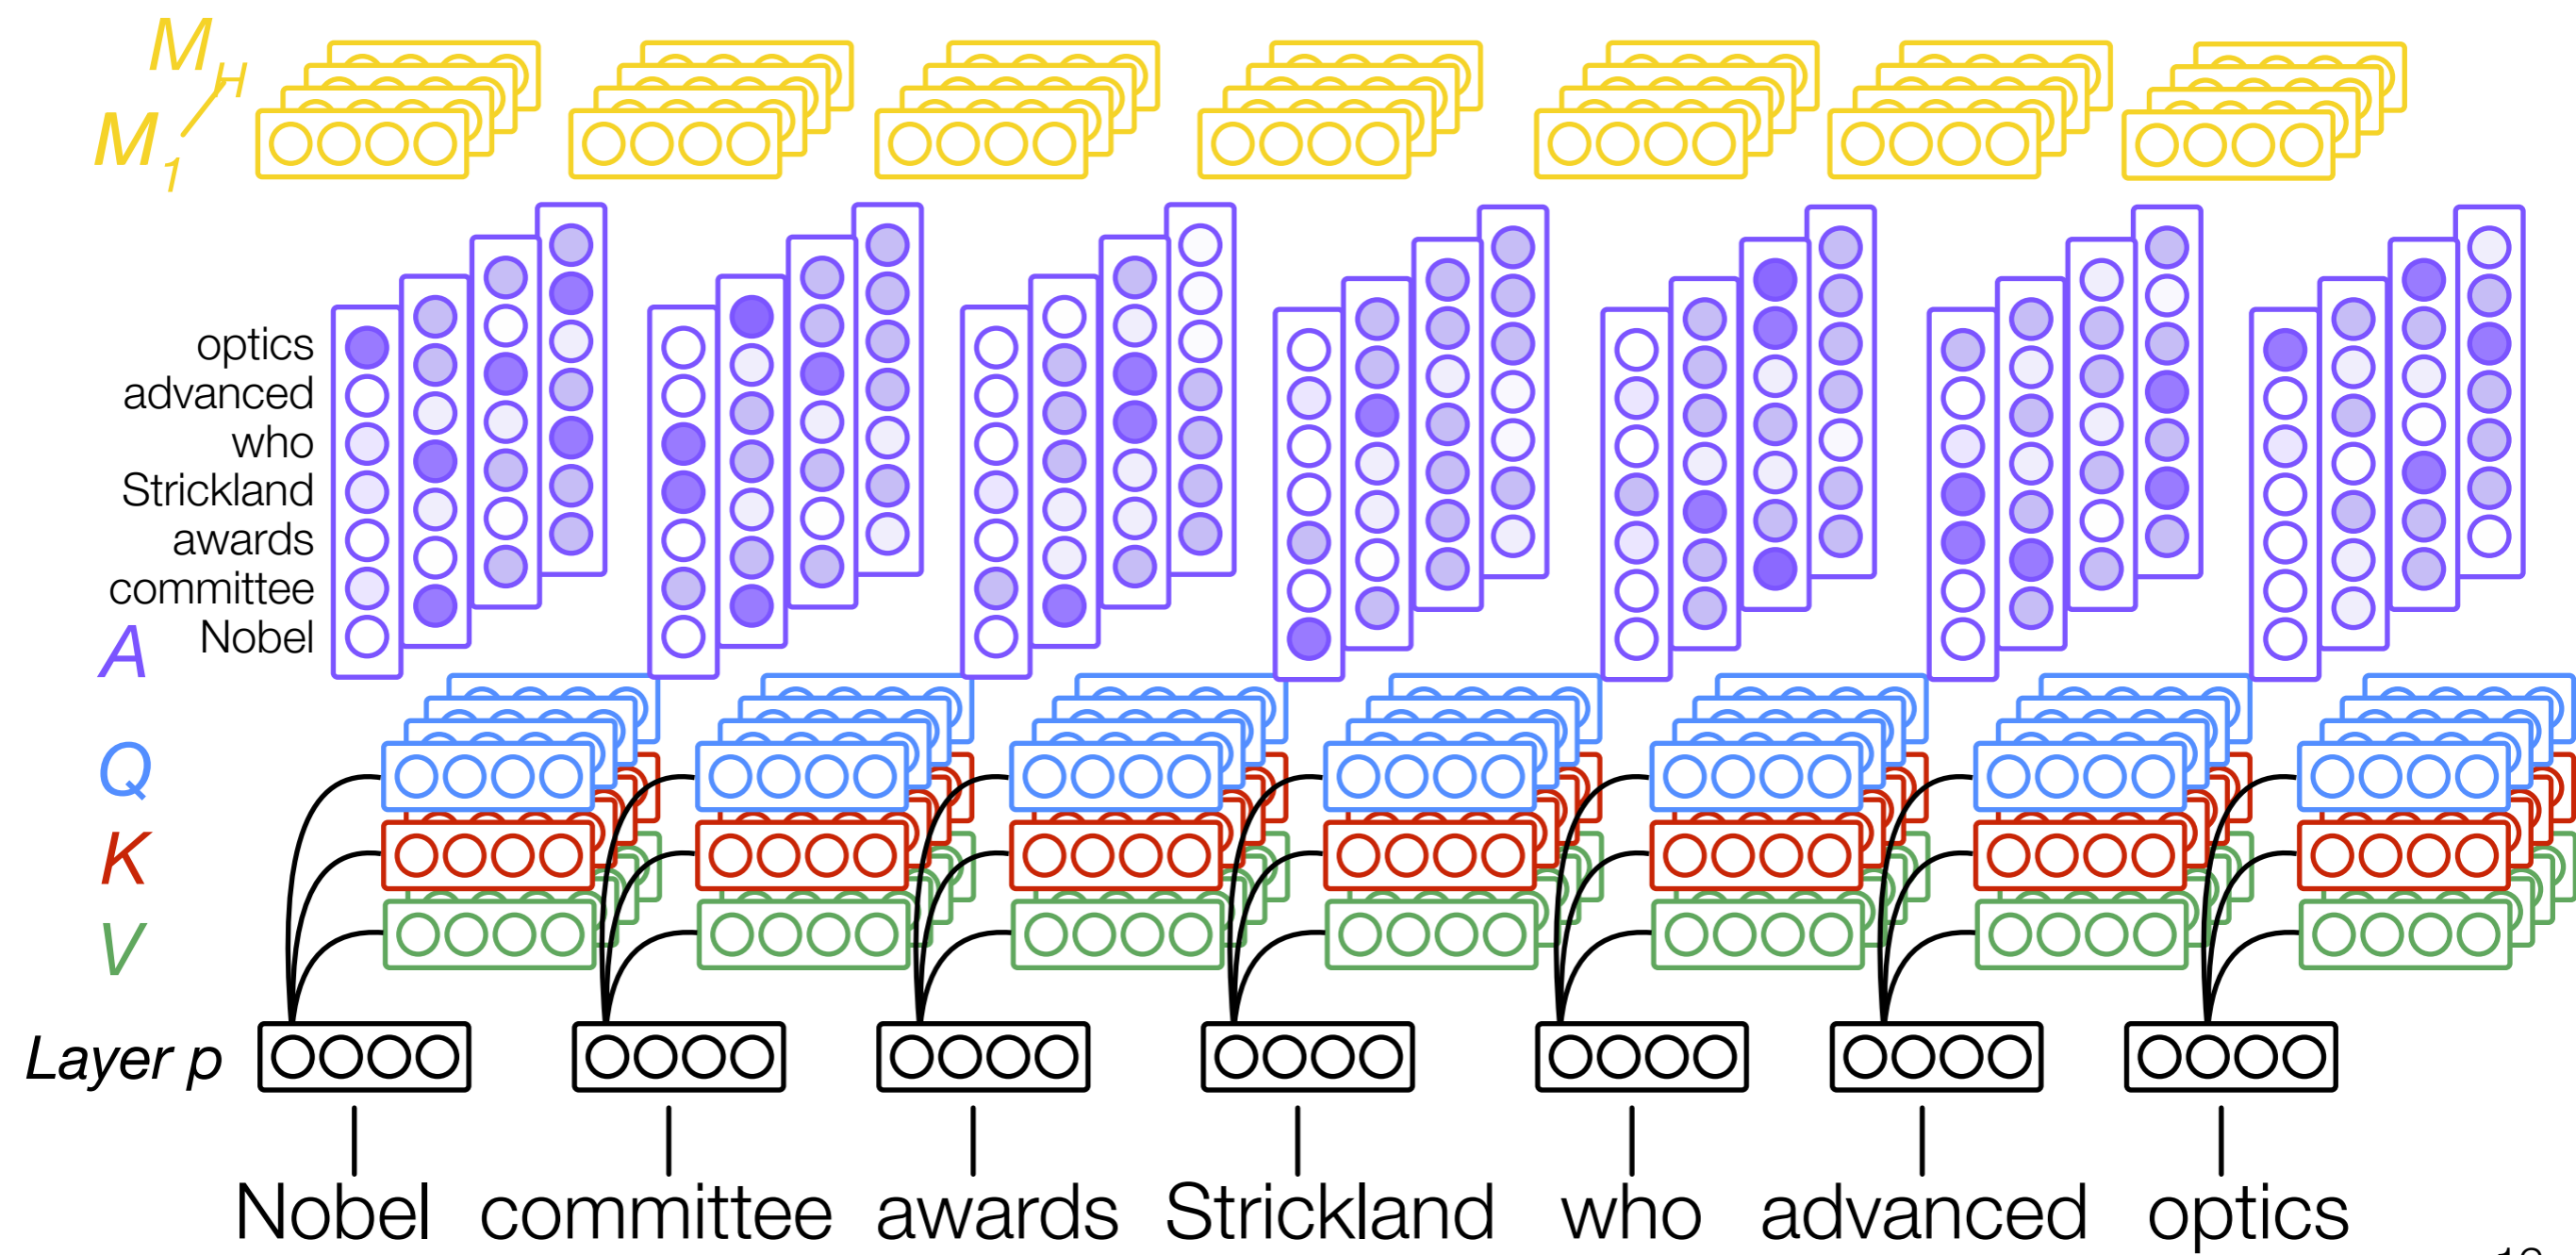 M_H
M_1
optics
advanced
who
Strickland
awards
committee
Nobel
A
Q
K
V
Layer p
Nobel committee awards Strickland who advanced optics